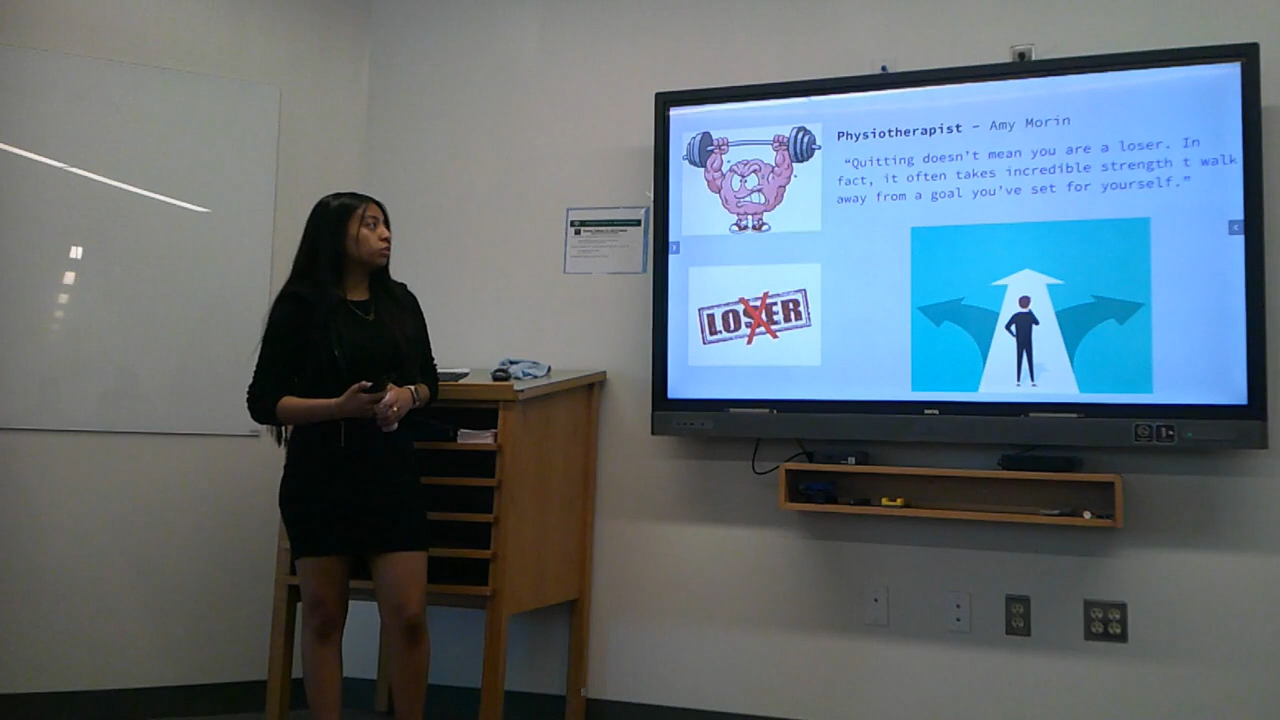 Physiotherapist – Amy Morin
“Quitting doesn’t mean you are a loser. In
fact, it often takes incredible strength t walk
away from a goal you’ve set for yourself.”
LOSER
BENQ